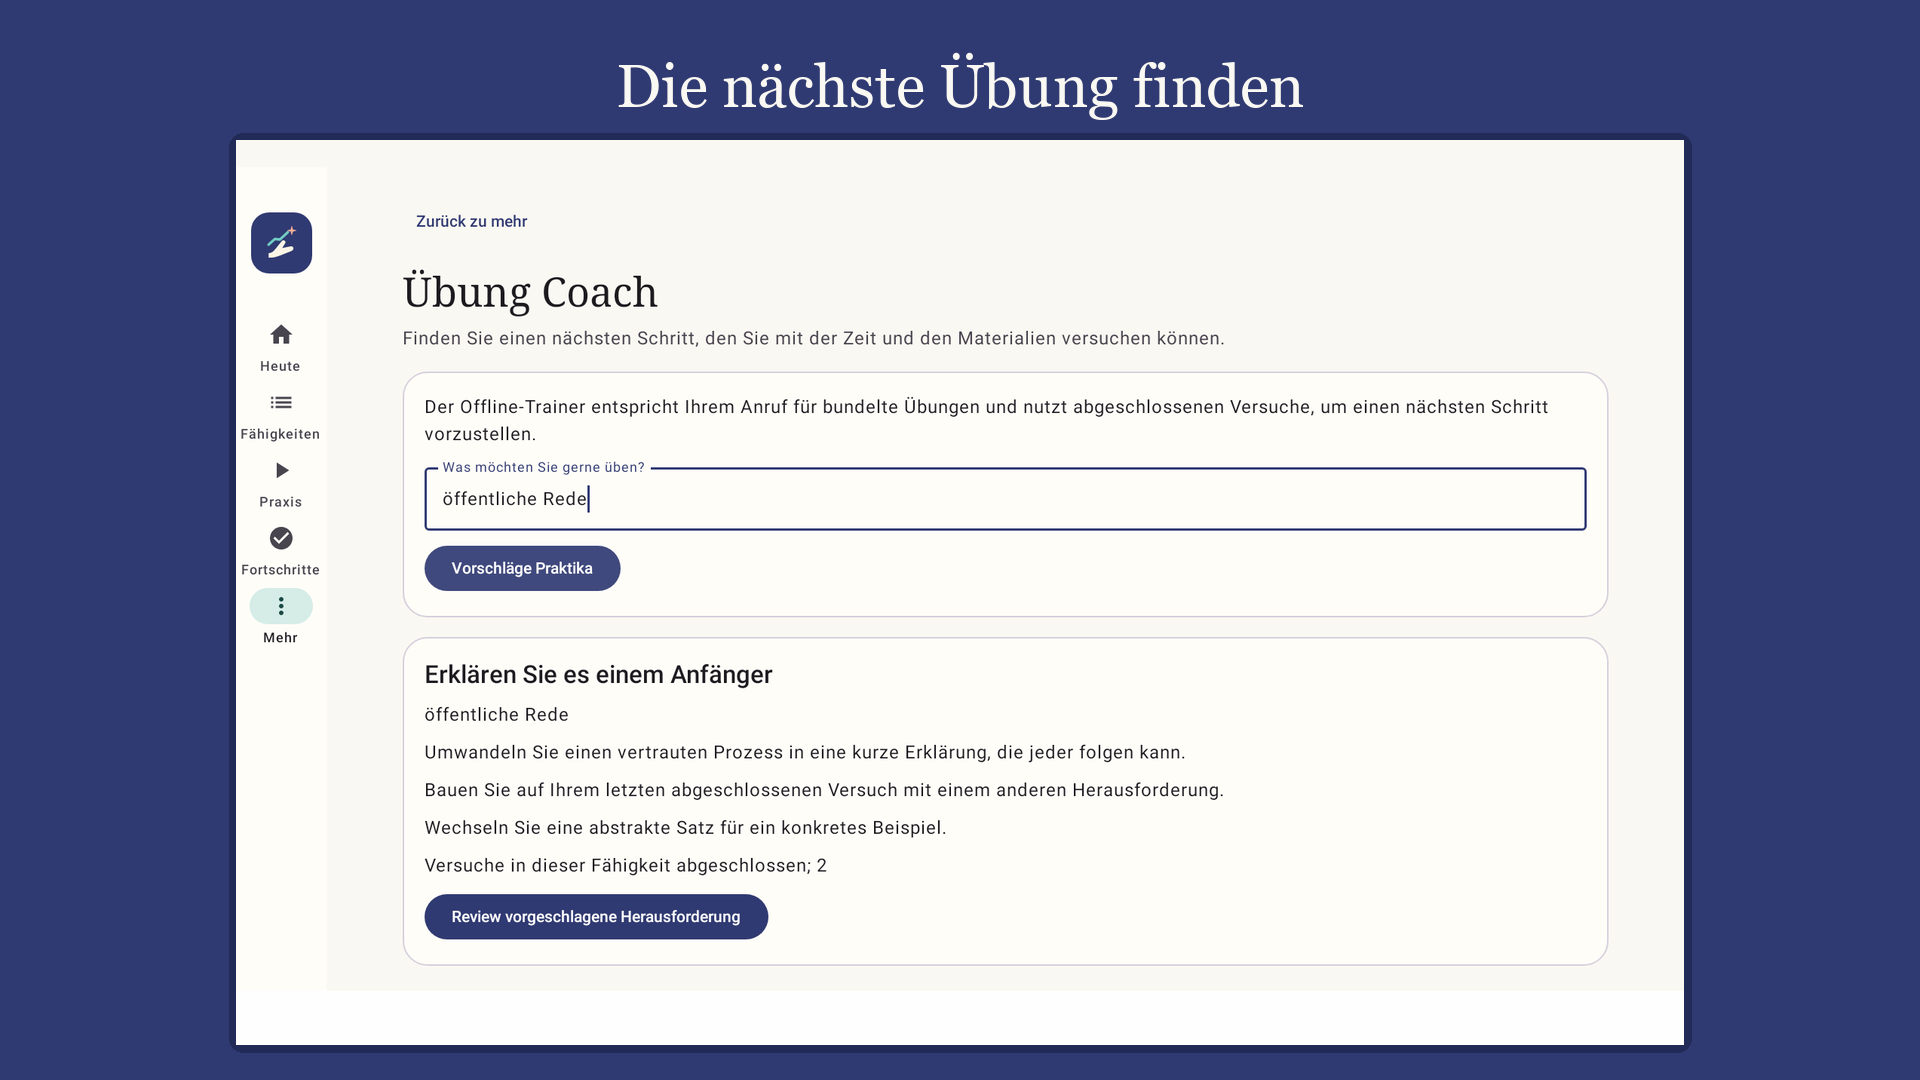 Die nächste Übung finden
Zurück zu mehr
Übung Coach
Finden Sie einen nächsten Schritt, den Sie mit der Zeit und den Materialien versuchen können.
Der Offline-Trainer entspricht Ihrem Anruf für bundelte Übungen und nutzt abgeschlossenen Versuche, um einen nächsten Schritt
vorzustellen.
Was möchten Sie gerne üben?
öffentliche Rede
Vorschläge Praktika
Erklären Sie es einem Anfänger
öffentliche Rede
Umwandeln Sie einen vertrauten Prozess in eine kurze Erklärung, die jeder folgen kann.
Bauen Sie auf Ihrem letzten abgeschlossenen Versuch mit einem anderen Herausforderung.
Wechseln Sie eine abstrakte Satz für ein konkretes Beispiel.
Versuche in dieser Fähigkeit abgeschlossen; 2
Review vorgeschlagene Herausforderung
Heute
Fähigkeiten
Praxis
Fortschritte
Mehr